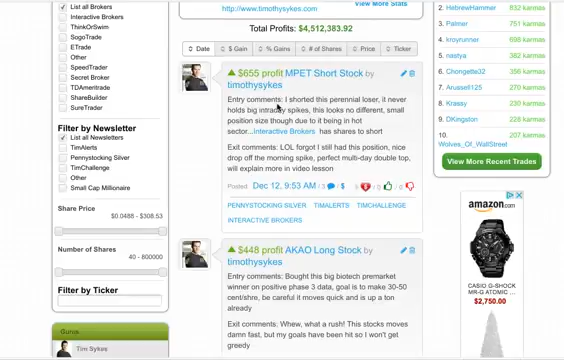 List all Brokers
Interactive Brokers
ThinkOrSwim
SogoTrade
ETrade
Other
SpeedTrader
Secret Broker
TDAmeritrade
ShareBuilder
SureTrader
Filter by Newsletter
List all Newsletters
TimAlerts
Pennystocking Silver
TimChallenge
Other
Small Cap Millionaire
Share Price
$0.0488 - $308.53
Number of Shares
40 - 800000
Filter by Ticker
Gurus
Tim Sykes
http://www.timothysykes.com
View More Stats
Total Profits: $4,512,383.92
Date $ Gain % Gains # of Shares Price Ticker
$655 profit MPET Short Stock by
timothysykes
Entry comments: I shorted this perennial loser, it never
holds big intraday spikes, this looks no different, small
position size though due to it being in hot
sector...Interactive Brokers has shares to short
Exit comments: LOL forgot I still had this position, nice
drop off the morning spike, perfect multi-day double top,
will explain more in video lesson
Posted Dec 12, 9:53 AM / 3 / $
PENNYSTOCKING SILVER TIMALERTS TIMCHALLENGE
INTERACTIVE BROKERS
$448 profit AKAO Long Stock by
timothysykes
Entry comments: Bought this big biotech premarket
winner on positive phase 3 data, goal is to make 30-50
cent/shre, be careful it moves quick and is up a ton
already
Exit comments: Whew, what a rush! This stocks moves
damn fast, but my goals have been hit so I won't get
greedy
2. HebrewHammer 832 karmas
3. Palmer 751 karmas
4. kroyrunner 698 karmas
5. nastya 382 karmas
6. Chongetta32 356 karmas
7. Arussell125 270 karmas
8. Krassy 230 karmas
9. DKingston 228 karmas
10. 207 karmas
Wolves_Of_WallStreet
View More Recent Trades
amazon.com
CASIO G-SHOCK
MR-G ATOMIC ...
$2,750.00